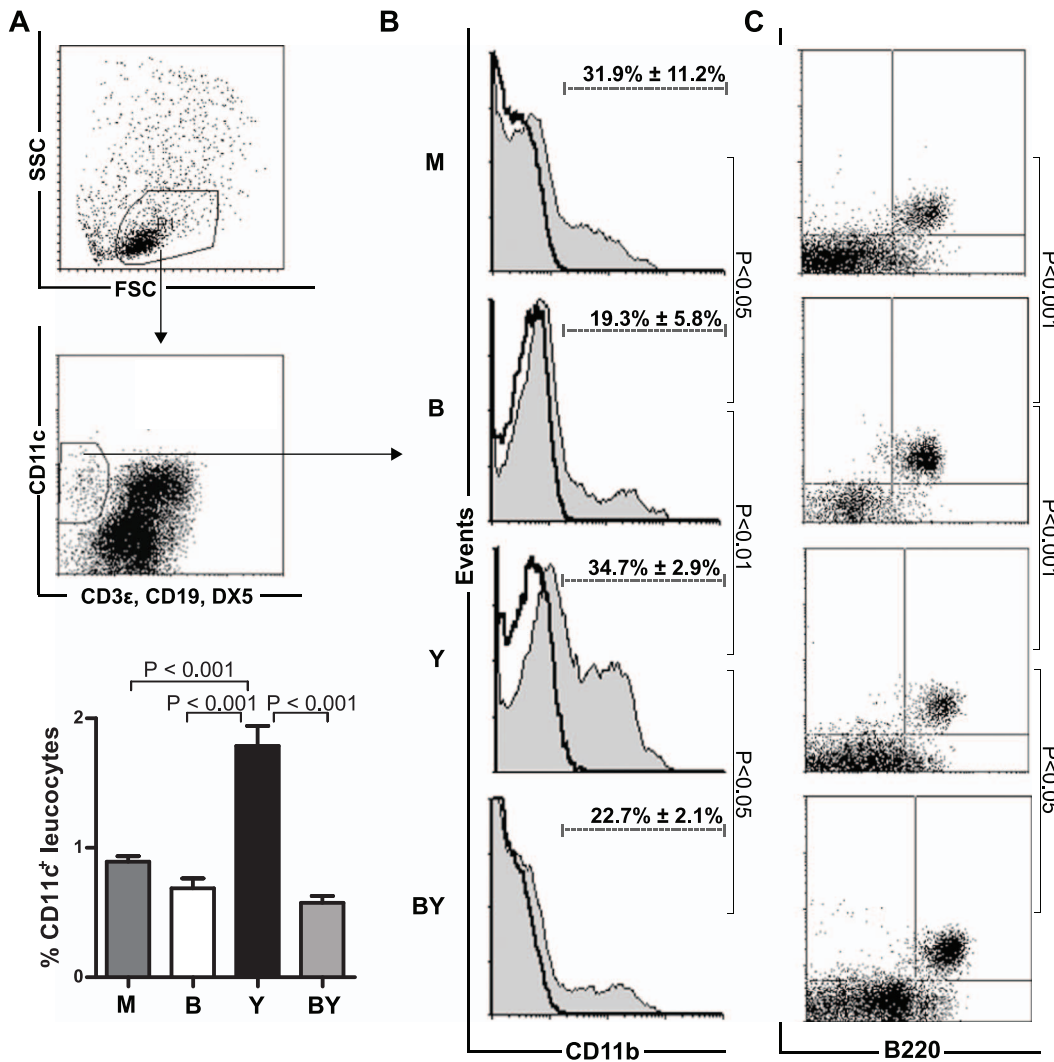 A
SSC
FSC
CD11c
CD3ε, CD19, DX5
P < 0.001
P < 0.001
P < 0.001
% CD11c⁺ leucocytes
2
1
0
M
B
Y
BY
B
Events
M
31.9% ± 11.2%
P<0.05
B
19.3% ± 5.8%
P<0.01
Y
34.7% ± 2.9%
P<0.05
BY
22.7% ± 2.1%
CD11b
C
P<0.001
P<0.001
P<0.05
B220